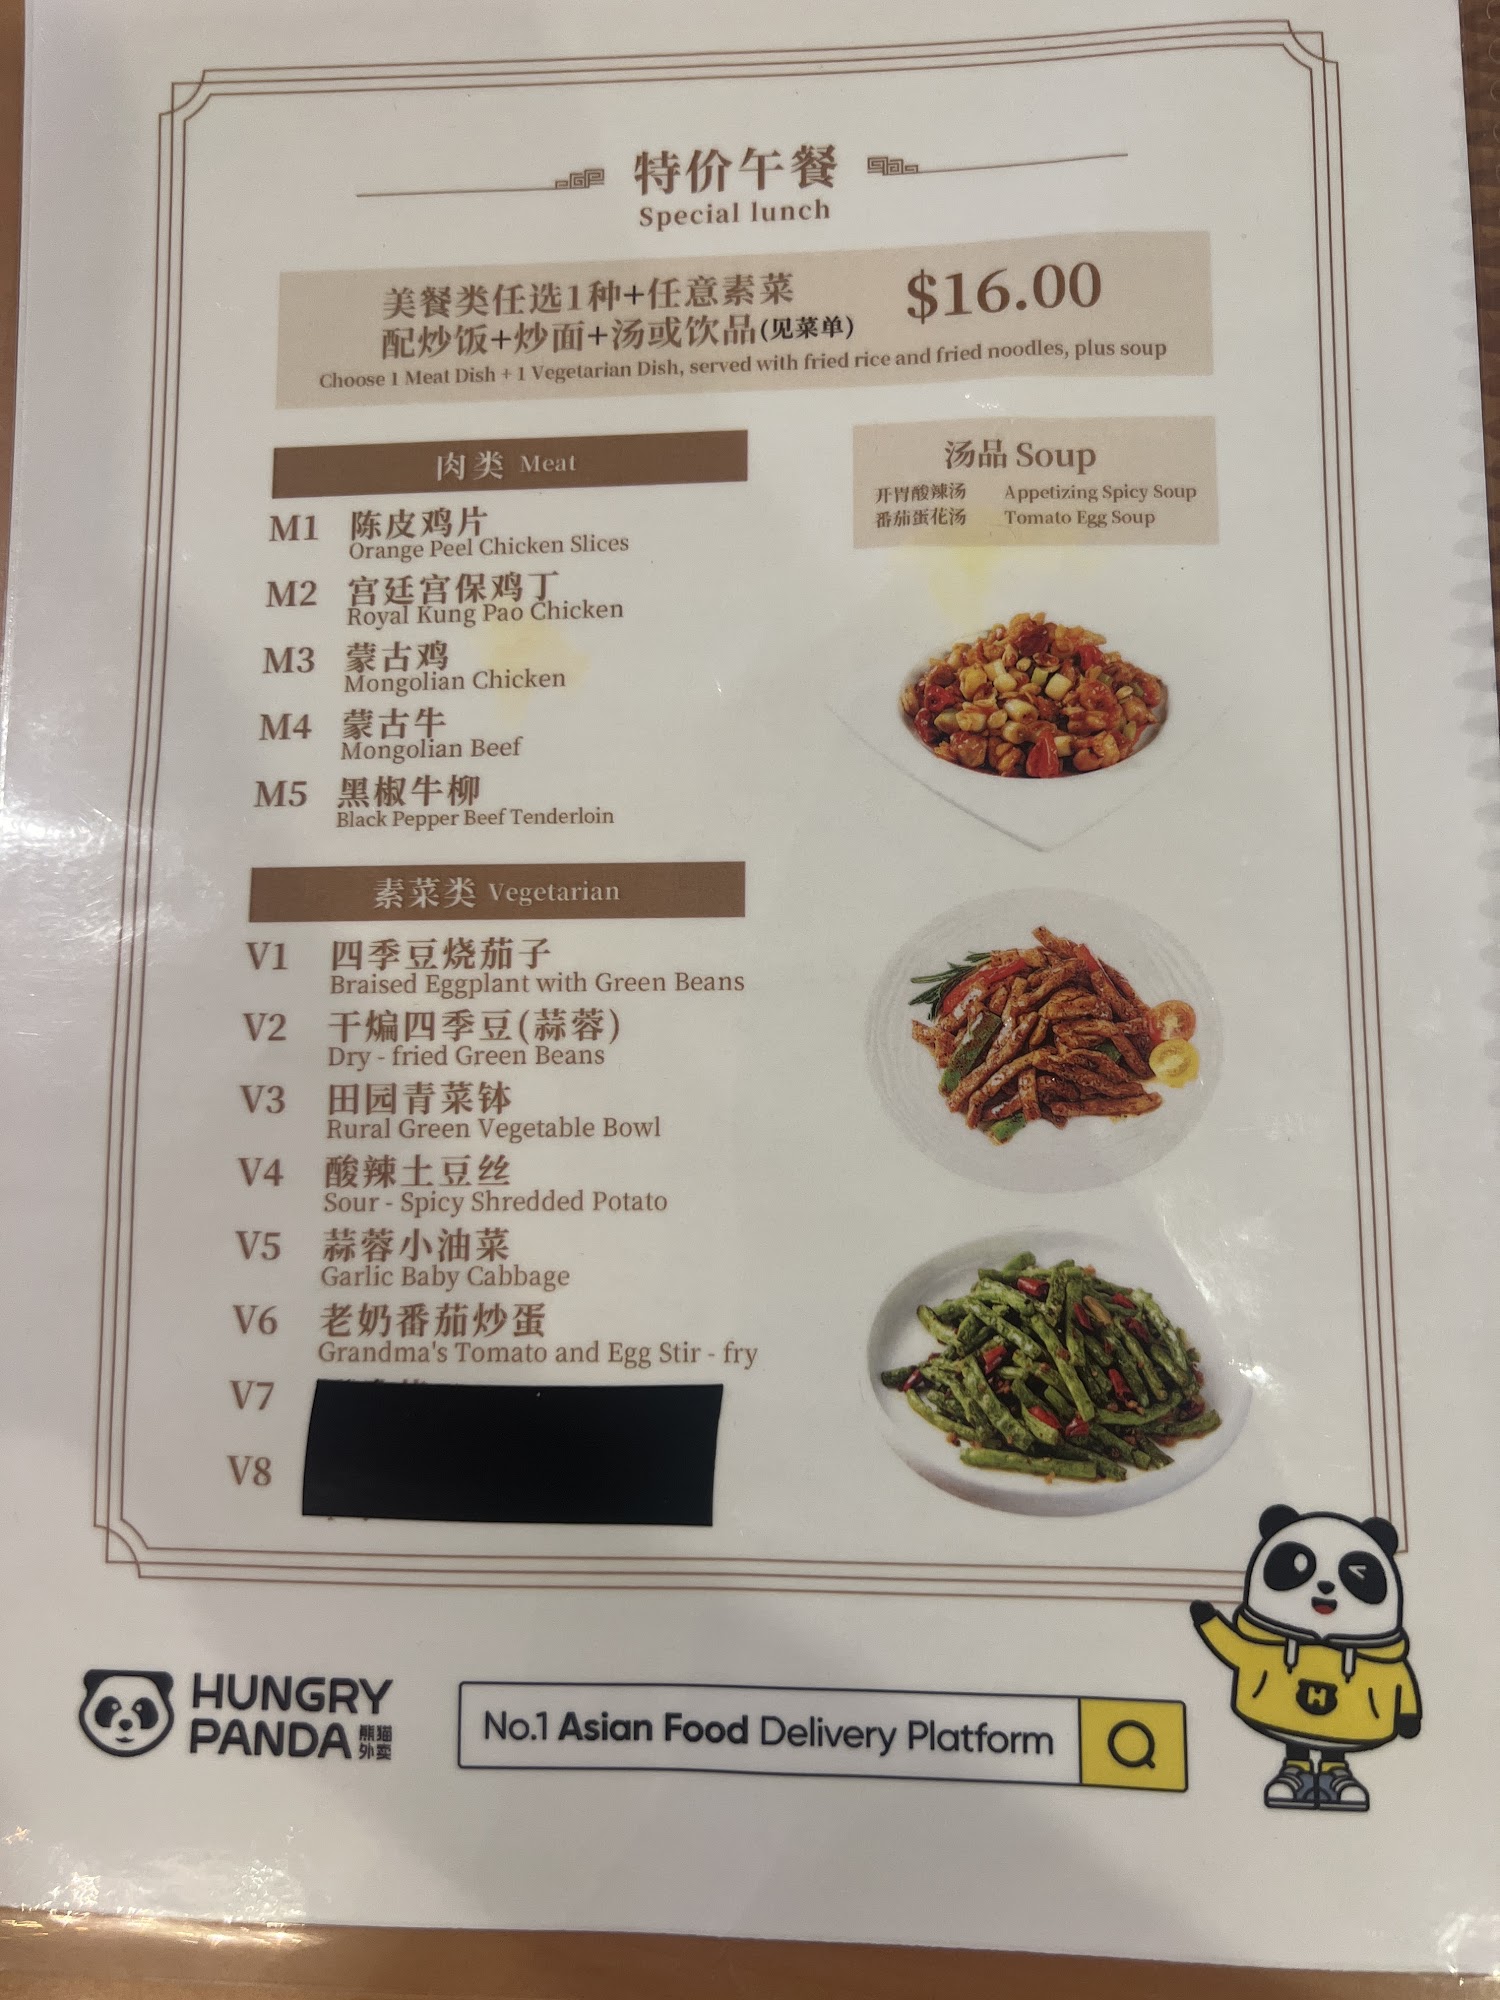 特价午餐
Special lunch
美餐类任选1种+任意素菜
配炒饭+炒面+汤或饮品(见菜单)
$16.00
Choose 1 Meat Dish + 1 Vegetarian Dish, served with fried rice and fried noodles, plus soup
肉类 Meat
M1 陈皮鸡片
Orange Peel Chicken Slices
M2 宫廷宫保鸡丁
Royal Kung Pao Chicken
M3 蒙古鸡
Mongolian Chicken
M4 蒙古牛
Mongolian Beef
M5 黑椒牛柳
Black Pepper Beef Tenderloin
汤品 Soup
开胃酸辣汤 Appetizing Spicy Soup
番茄蛋花汤 Tomato Egg Soup
素菜类 Vegetarian
V1 四季豆烧茄子
Braised Eggplant with Green Beans
V2 干煸四季豆(蒜蓉)
Dry - fried Green Beans
V3 田园青菜钵
Rural Green Vegetable Bowl
V4 酸辣土豆丝
Sour - Spicy Shredded Potato
V5 蒜蓉小油菜
Garlic Baby Cabbage
V6 老奶番茄炒蛋
Grandma's Tomato and Egg Stir - fry
V7
V8
HUNGRY
PANDA 熊猫外卖
No.1 Asian Food Delivery Platform
H